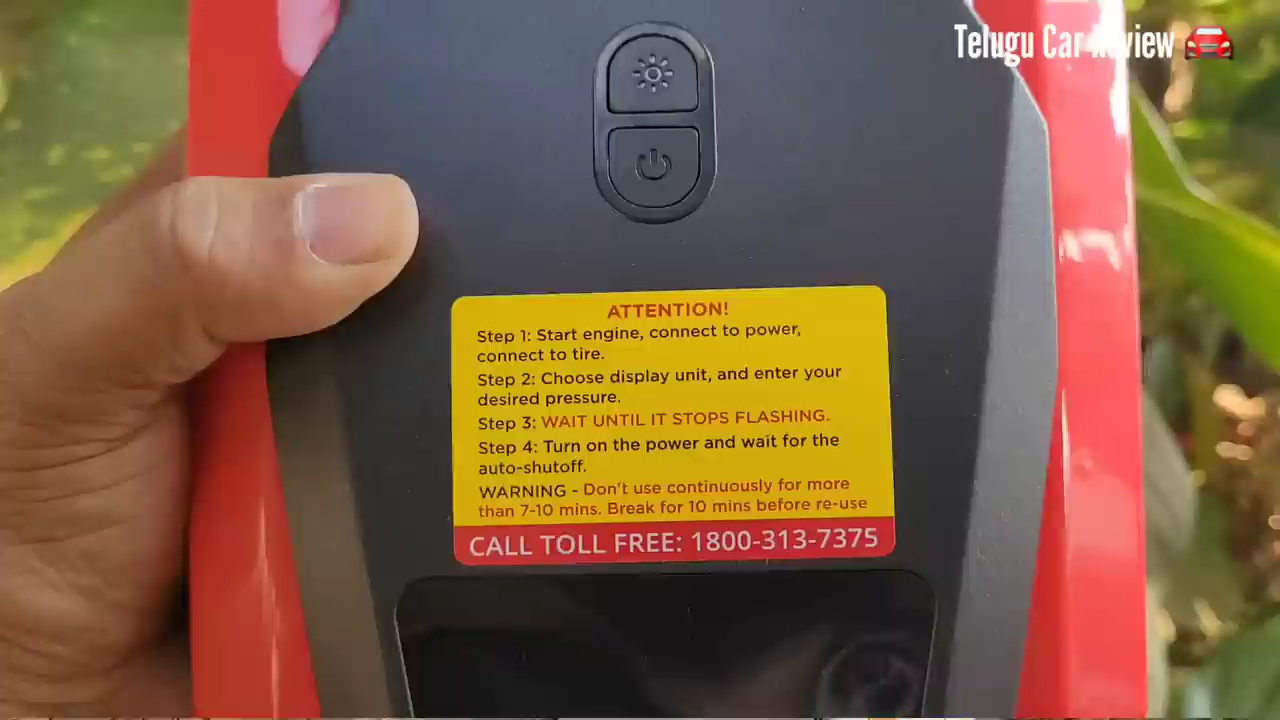 Telugu Car Review
ATTENTION!
Step 1: Start engine, connect to power,
connect to tire.
Step 2: Choose display unit, and enter your
desired pressure.
Step 3: WAIT UNTIL IT STOPS FLASHING.
Step 4: Turn on the power and wait for the
auto-shutoff.
WARNING - Don't use continuously for more
than 7-10 mins. Break for 10 mins before re-use
CALL TOLL FREE: 1800-313-7375